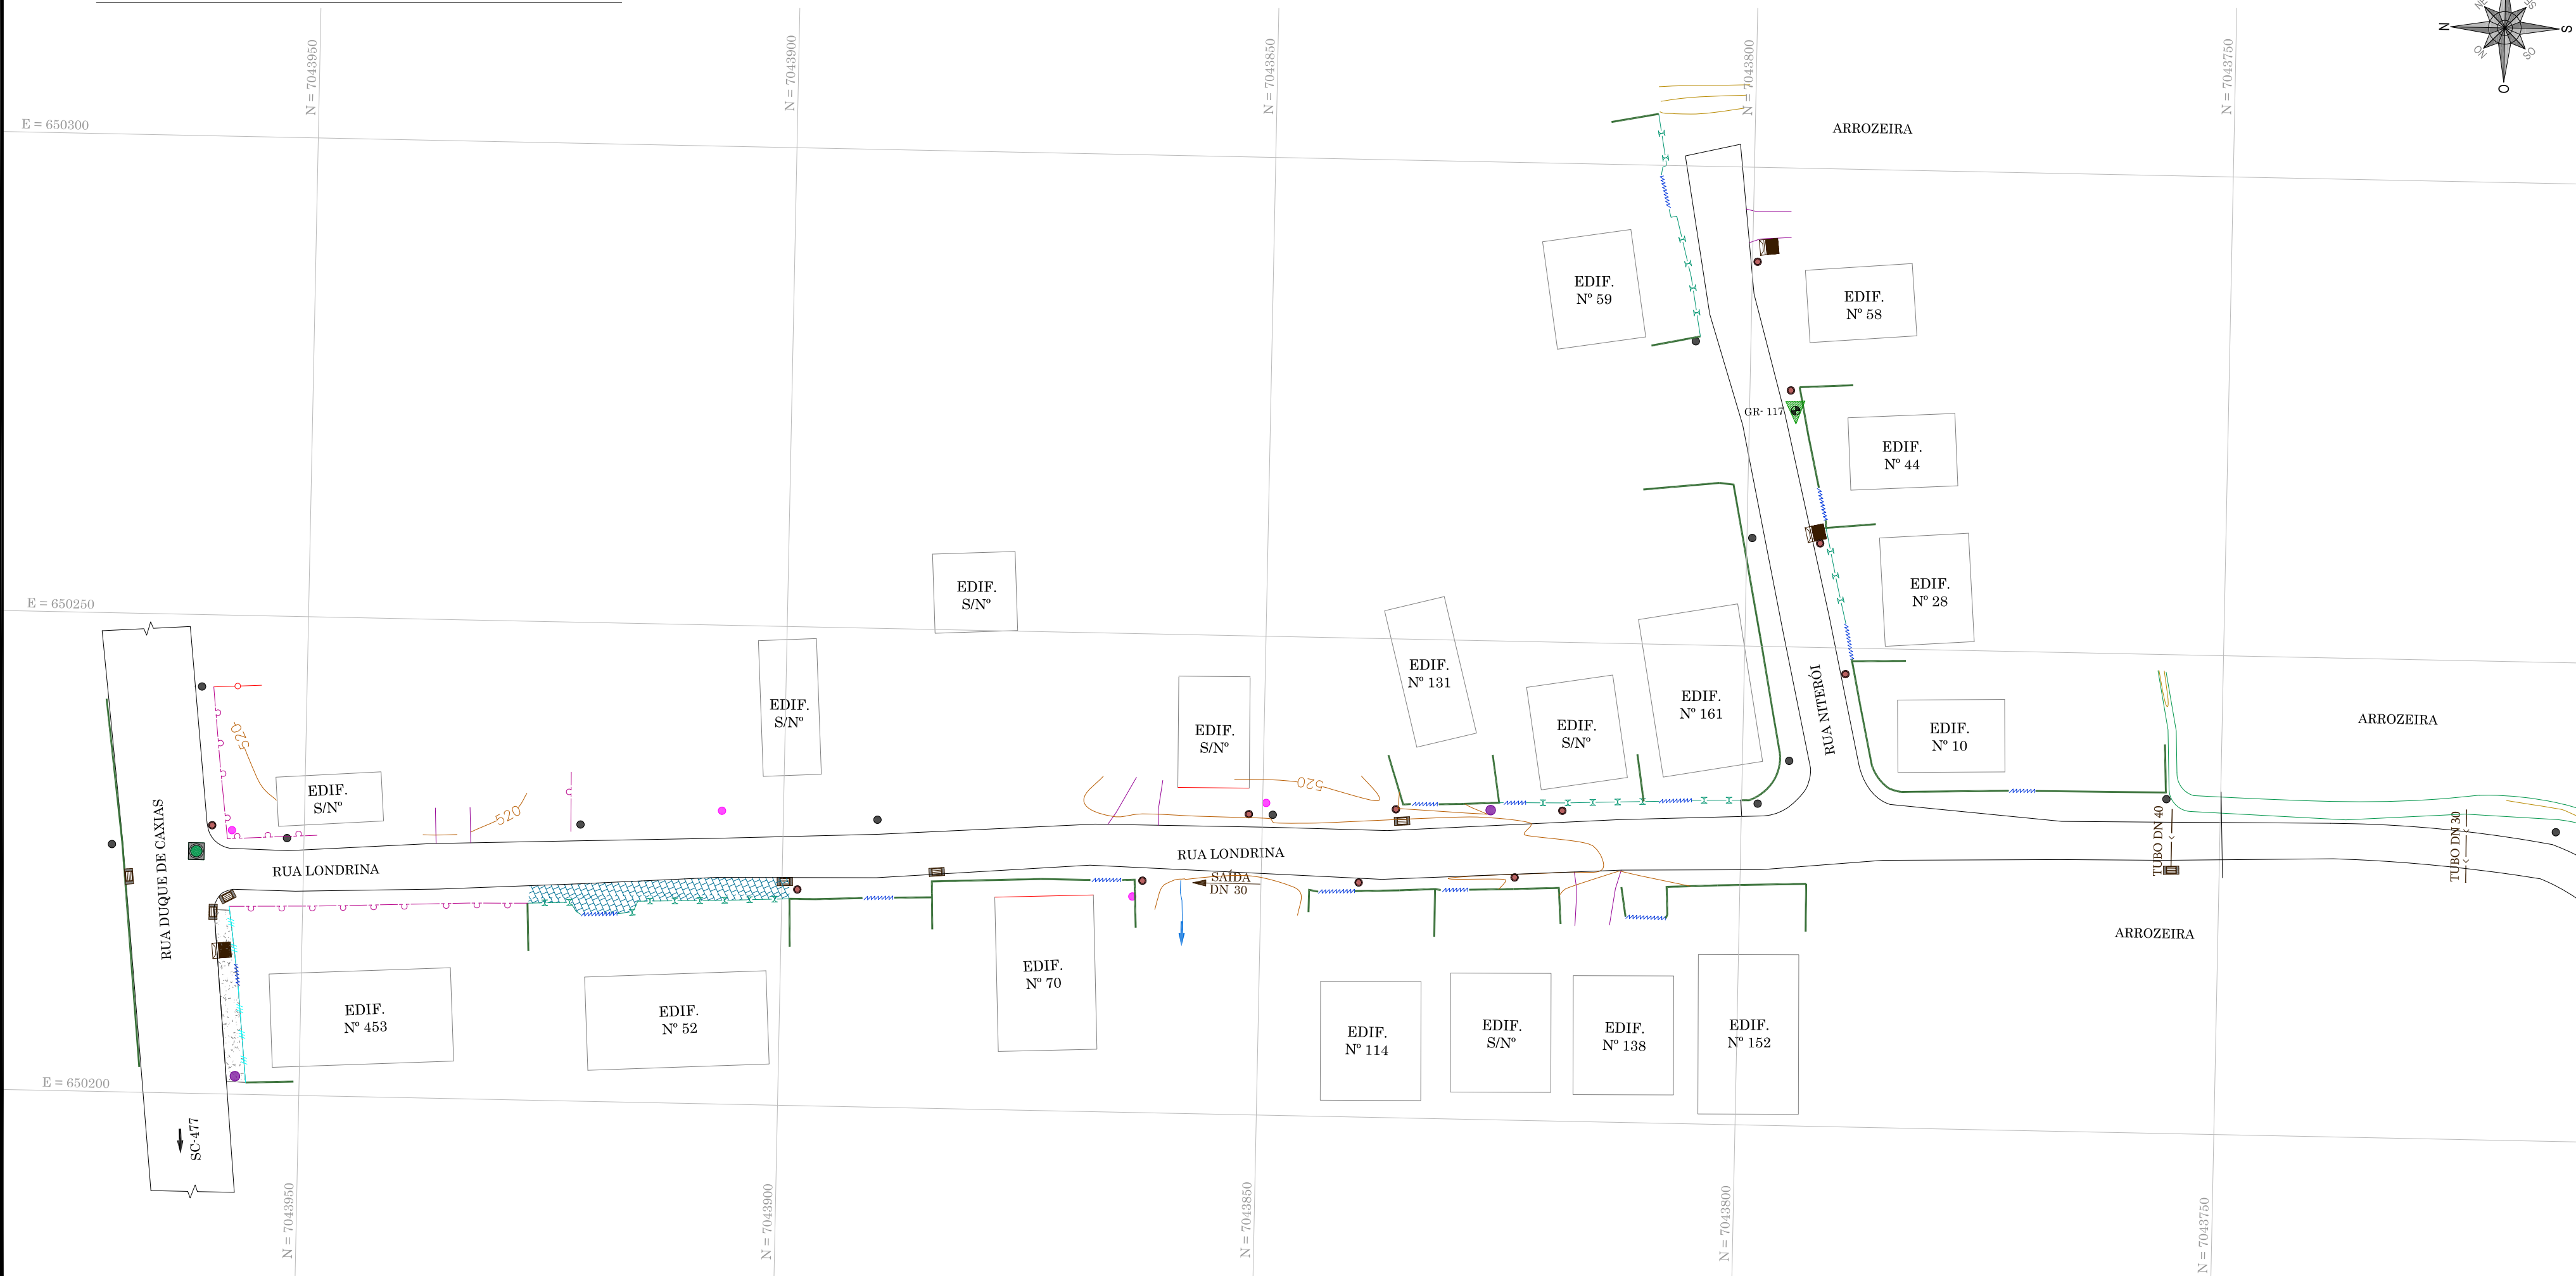 N = 7043950
N = 7043900
N = 7043850
N = 7043800
N = 7043750
NE
SE
N
S
NO
SO
O
E = 650300
ARROZEIRA
EDIF.
Nº 59
EDIF.
Nº 58
GR- 117
EDIF.
Nº 44
EDIF.
S/Nº
EDIF.
Nº 28
E = 650250
EDIF.
Nº 131
EDIF.
S/Nº
EDIF.
Nº 161
RUA NITERÓI
EDIF.
S/Nº
EDIF.
S/Nº
EDIF.
Nº 10
ARROZEIRA
520
EDIF.
S/Nº
520
520
TUBO DN 40
TUBO DN 30
RUA DUQUE DE CAXIAS
RUA LONDRINA
RUA LONDRINA
SAÍDA
DN 30
ARROZEIRA
EDIF.
Nº 453
EDIF.
Nº 52
EDIF.
Nº 70
EDIF.
Nº 114
EDIF.
S/Nº
EDIF.
Nº 138
EDIF.
Nº 152
E = 650200
SC-477
N = 7043950
N = 7043900
N = 7043850
N = 7043800
N = 7043750